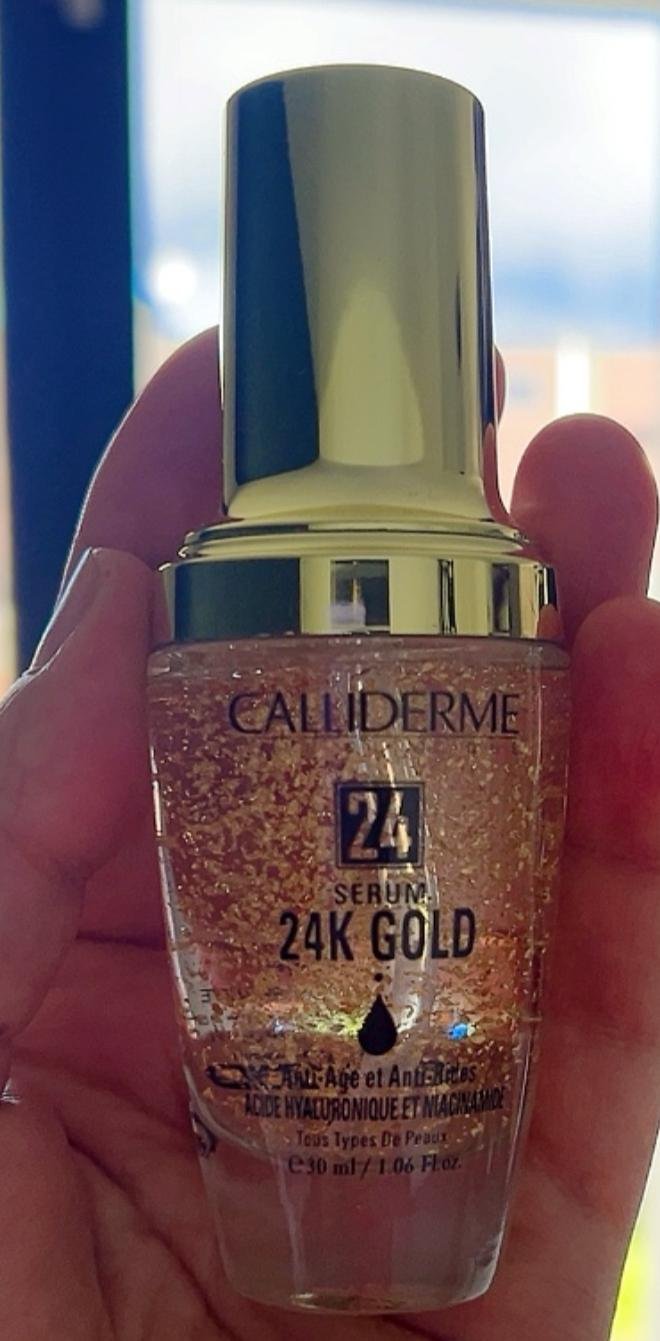 CALLIDERME
24
SERUM
24K GOLD
Anti-Age et Anti-Rides
ACIDE HYALURONIQUE ET NIACINAMIDE
Tous Types De Peaux
℮30 ml / 1.06 Fl.oz.